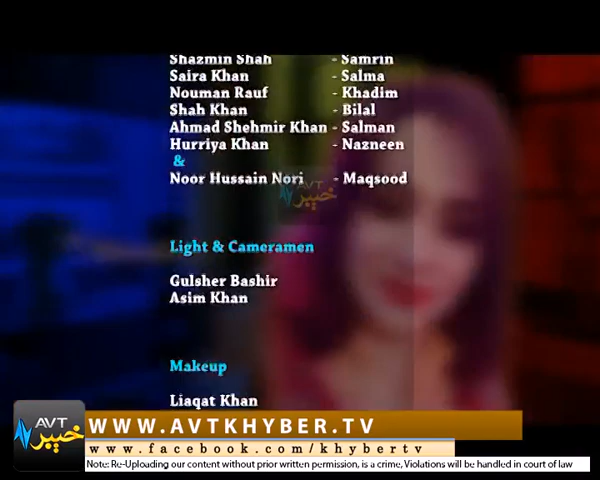 Shazmin Shah - Samrin
Saira Khan - Salma
Nouman Rauf - Khadim
Shah Khan - Bilal
Ahmad Shehmir Khan - Salman
Hurriya Khan - Nazneen
&
Noor Hussain Nori - Maqsood
AVT
خیبر
Light & Cameramen
Gulsher Bashir
Asim Khan
Makeup
Liaqat Khan
AVT
خیبر
WWW.AVTKHYBER.TV
www.facebook.com/khybertv
Note: Re-Uploading our content without prior written permission, is a crime, Violations will be handled in court of law